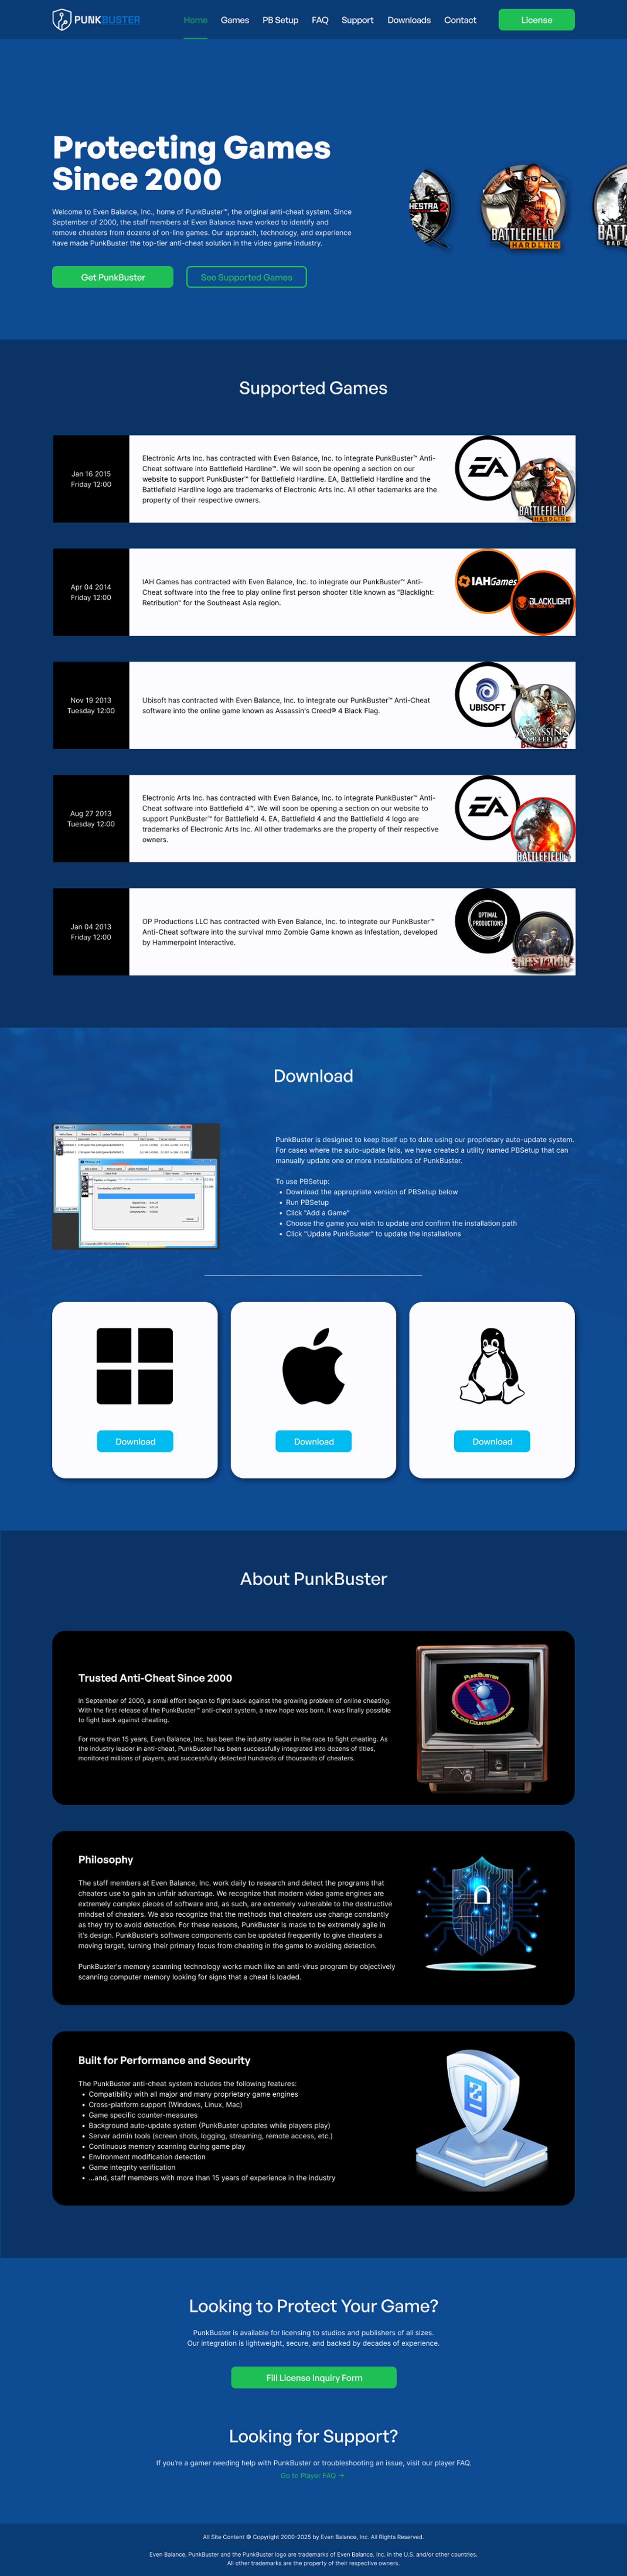 PUNKBUSTER
Home
Games
PB Setup
FAQ
Support
Downloads
Contact
License
Protecting Games
Since 2000
Welcome to Even Balance, Inc., home of PunkBuster™, the original anti-cheat system. Since
September of 2000, the staff members at Even Balance have worked to identify and
remove cheaters from dozens of on-line games. Our approach, technology, and experience
have made PunkBuster the top-tier anti-cheat solution in the video game industry.
Get PunkBuster
See Supported Games
HESTRA 2
BATTLEFIELD
HARDLINE
BATT
BAD
Supported Games
Jan 16 2015
Friday 12:00
Electronic Arts Inc. has contracted with Even Balance, Inc. to integrate PunkBuster™ Anti-
Cheat software into Battlefield Hardline™. We will soon be opening a section on our
website to support PunkBuster™ for Battlefield Hardline. EA, Battlefield Hardline and the
Battlefield Hardline logo are trademarks of Electronic Arts Inc. All other tademarks are the
property of their respective owners.
EA
BATTLEFIELD
HARDLINE
Apr 04 2014
Friday 12:00
IAH Games has contracted with Even Balance, Inc. to integrate our PunkBuster™ Anti-
Cheat software into the free to play online first person shooter title known as "Blacklight:
Retribution" for the Southeast Asia region.
IAHGames
BLACKLIGHT
RETRIBUTION
Nov 19 2013
Tuesday 12:00
Ubisoft has contracted with Even Balance, Inc. to integrate our PunkBuster™ Anti-Cheat
software into the online game known as Assassin's Creed® 4 Black Flag.
UBISOFT
ASSASSIN'S
CREED IV
BLACK FLAG
Aug 27 2013
Tuesday 12:00
Electronic Arts Inc. has contracted with Even Balance, Inc. to integrate PunkBuster™ Anti-
Cheat software into Battlefield 4™. We will soon be opening a section on our website to
support PunkBuster™ for Battlefield 4. EA, Battlefield 4 and the Battlefield 4 logo are
trademarks of Electronic Arts Inc. All other trademarks are the property of their respective
owners.
EA
BATTLEFIELD 4
Jan 04 2013
Friday 12:00
OP Productions LLC has contracted with Even Balance, Inc. to integrate our PunkBuster™
Anti-Cheat software into the survival mmo Zombie Game known as Infestation, developed
by Hammerpoint Interactive.
OPTIMAL
PRODUCTIONS
INFESTATION
Download
PunkBuster is designed to keep itself up to date using our proprietary auto-update system.
For cases where the auto-update fails, we have created a utility named PBSetup that can
manually update one or more installations of PunkBuster.
To use PBSetup:
• Download the appropriate version of PBSetup below
• Run PBSetup
• Click "Add a Game"
• Choose the game you wish to update and confirm the installation path
• Click "Update PunkBuster" to update the installations
Download
Download
Download
About PunkBuster
Trusted Anti-Cheat Since 2000
In September of 2000, a small effort began to fight back against the growing problem of online cheating.
With the first release of the PunkBuster™ anti-cheat system, a new hope was born. It was finally possible
to fight back against cheating.
For more than 15 years, Even Balance, Inc. has been the industry leader in the race to fight cheating. As
the industry leader in anti-cheat, PunkBuster has been successfully integrated into dozens of titles,
monitored millions of players, and successfully detected hundreds of thousands of cheaters.
PunkBuster
Online Countermeasures
Philosophy
The staff members at Even Balance, Inc. work daily to research and detect the programs that
cheaters use to gain an unfair advantage. We recognize that modern video game engines are
extremely complex pieces of software and, as such, are extremely vulnerable to the destructive
mindset of cheaters. We also recognize that the methods that cheaters use change constantly
as they try to avoid detection. For these reasons, PunkBuster is made to be extremely agile in
it's design. PunkBuster's software components can be updated frequently to give cheaters a
moving target, turning their primary focus from cheating in the game to avoiding detection.
PunkBuster's memory scanning technology works much like an anti-virus program by objectively
scanning computer memory looking for signs that a cheat is loaded.
Built for Performance and Security
The PunkBuster anti-cheat system includes the following features:
• Compatibility with all major and many proprietary game engines
• Cross-platform support (Windows, Linux, Mac)
• Game specific counter-measures
• Background auto-update system (PunkBuster updates while players play)
• Server admin tools (screen shots, logging, streaming, remote access, etc.)
• Continuous memory scanning during game play
• Environment modification detection
• Game integrity verification
• ...and, staff members with more than 15 years of experience in the industry
Looking to Protect Your Game?
PunkBuster is available for licensing to studios and publishers of all sizes.
Our integration is lightweight, secure, and backed by decades of experience.
Fill License Inquiry Form
Looking for Support?
If you're a gamer needing help with PunkBuster or troubleshooting an issue, visit our player FAQ.
Go to Player FAQ →
All Site Content © Copyright 2000-2025 by Even Balance, Inc. All Rights Reserved.
Even Balance, PunkBuster and the PunkBuster logo are trademarks of Even Balance, Inc. in the U.S. and/or other countries.
All other trademarks are the property of their respective owners.